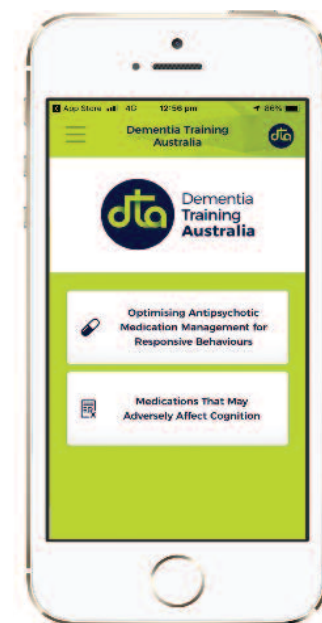 App Store 4G 12:56 pm 86%
Dementia Training
Australia
dta
dta
Dementia
Training
Australia
Optimising Antipsychotic
Medication Management for
Responsive Behaviours
Medications That May
Adversely Affect Cognition